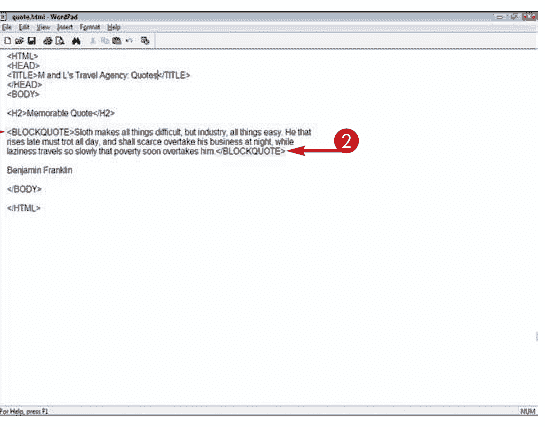 quote.html - WordPad
File Edit View Insert Format Help
<HTML>
<HEAD>
<TITLE>M and L's Travel Agency: Quotes</TITLE>
</HEAD>
<BODY>
<H2>Memorable Quote</H2>
<BLOCKQUOTE>Sloth makes all things difficult, but industry, all things easy. He that
rises late must trot all day, and shall scarce overtake his business at night, while
laziness travels so slowly that poverty soon overtakes him.</BLOCKQUOTE>
2
Benjamin Franklin
</BODY>
</HTML>
For Help, press F1
NUM